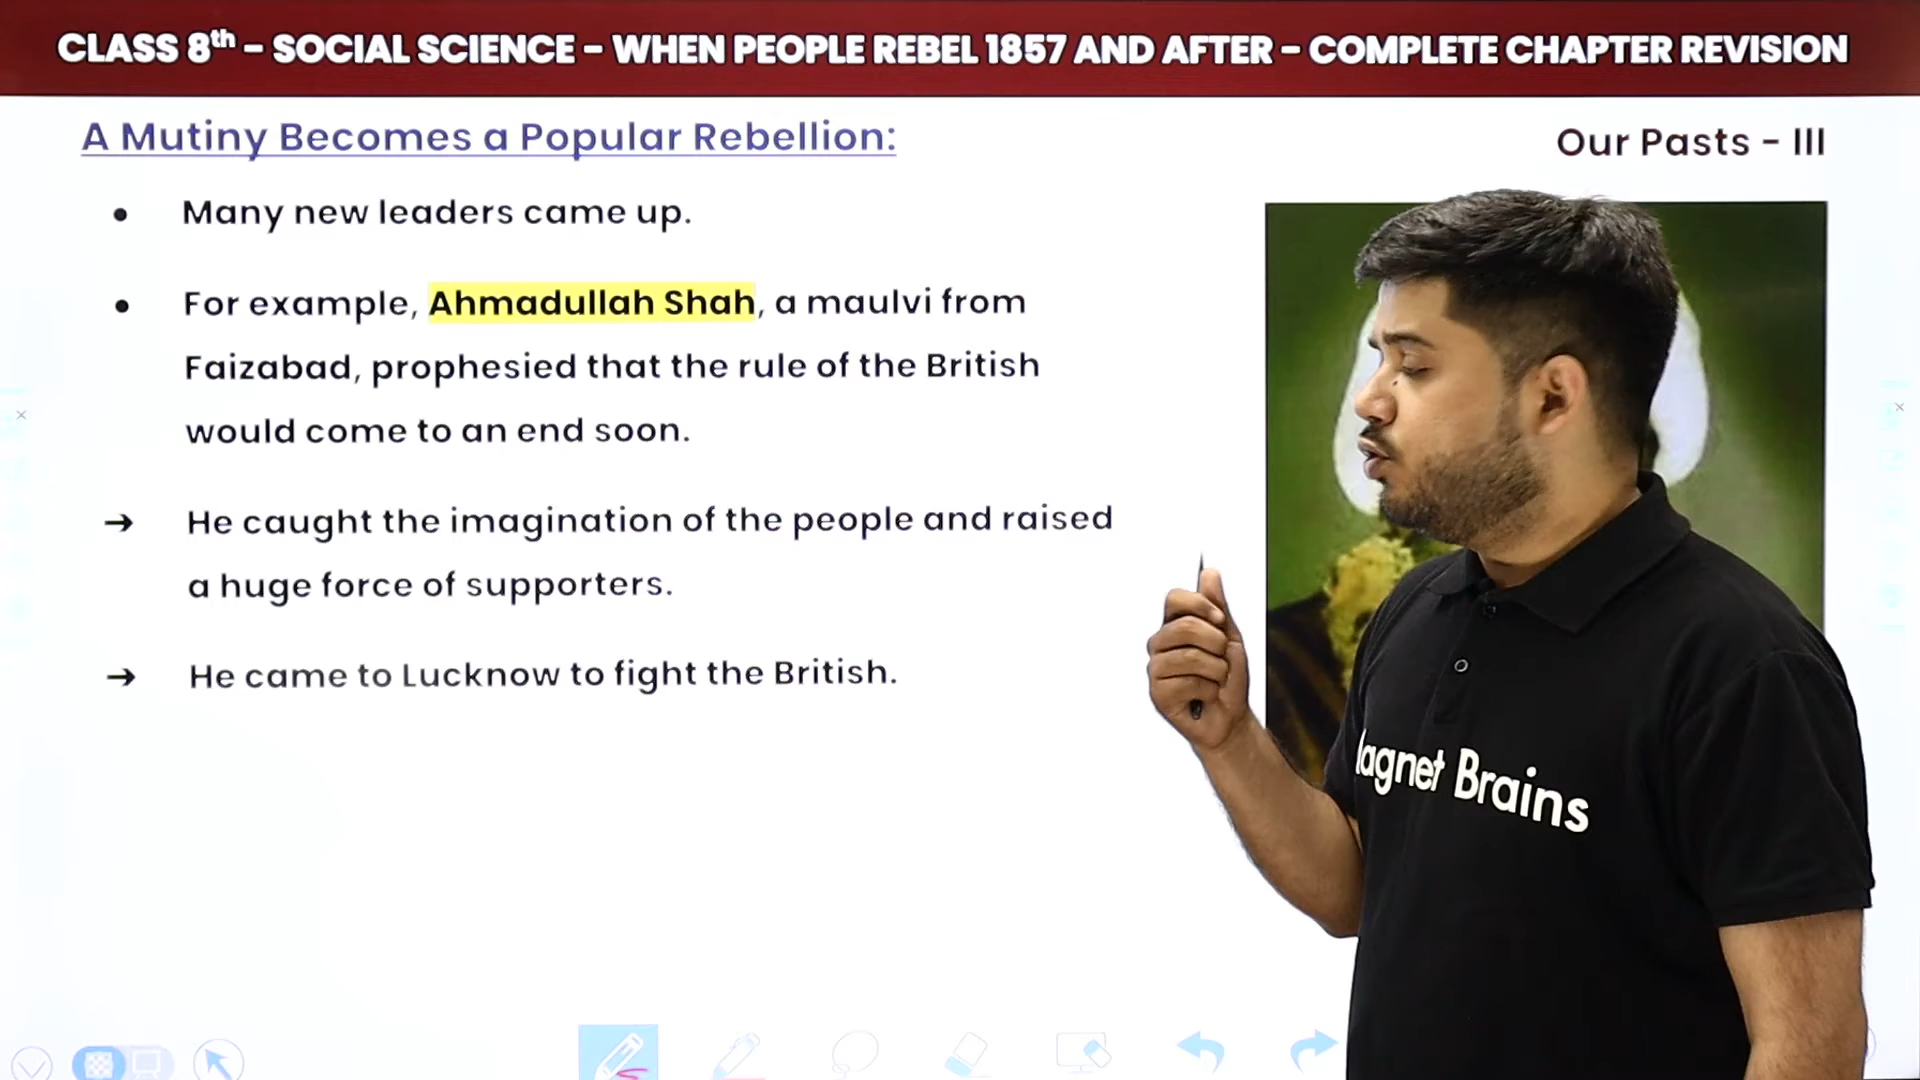 CLASS 8th – SOCIAL SCIENCE – WHEN PEOPLE REBEL 1857 AND AFTER – COMPLETE CHAPTER REVISION
A Mutiny Becomes a Popular Rebellion:
Our Pasts – III
• Many new leaders came up.
• For example, Ahmadullah Shah, a maulvi from
Faizabad, prophesied that the rule of the British
would come to an end soon.
→ He caught the imagination of the people and raised
a huge force of supporters.
→ He came to Lucknow to fight the British.
agnet Brains